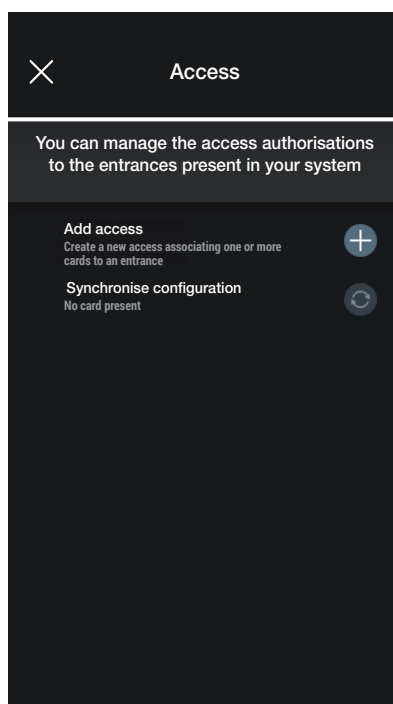 Access
You can manage the access authorisations
to the entrances present in your system
Add access
Create a new access associating one or more
cards to an entrance
Synchronise configuration
No card present